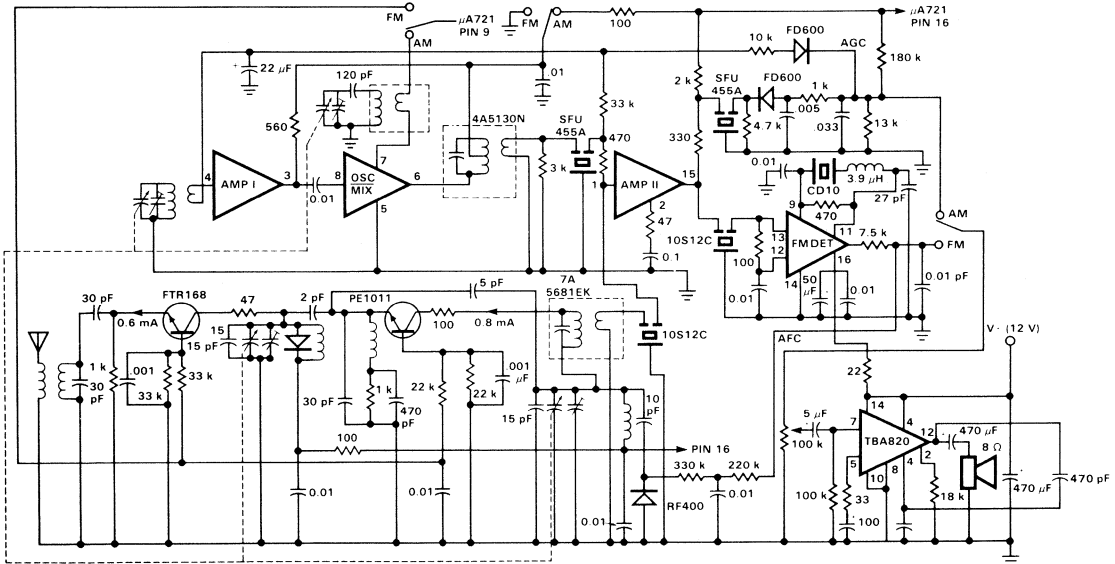 FM
μA721
PIN 9
AM
FM
AM
100
μA721
PIN 16
22 μF
120 pF
.01
33 k
10 k
FD600
AGC
180 k
2 k
SFU
455A
FD600
1 k
.005
.033
4.7 k
13 k
560
4A5130N
SFU
455A
470
330
3 k
4
AMP I
3
0.01
8
OSC
MIX
7
6
5
1
AMP II
15
2
47
0.1
0.01
CD10
3.9 μH
27 pF
9
470
11
10S12C
13
12
FM DET
16
14
7.5 k
AM
FM
100
0.01
50
μF
0.01
0.01 pF
30 pF
FTR168
0.6 mA
47
2 pF
PE1011
5 pF
100
0.8 mA
7A
5681EK
10S12C
AFC
V· (12 V)
15
pF
1 k
.001
33 k
33 k
30
pF
30 pF
1 k
470
pF
22 k
22 k
.001
μF
15 pF
10
pF
22
100
PIN 16
0.01
0.01
0.01
330 k
220 k
0.01
RF400
5 μF
100 k
100 k
7
14
4
TBA820
12
2
5
10
8
4
33
100
18 k
470 μF
8 Ω
470 μF
470 pF